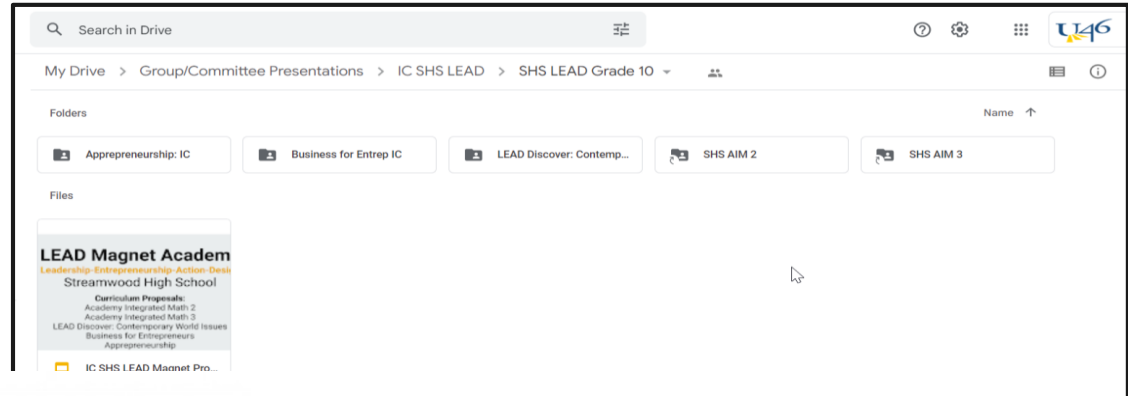 Search in Drive
U46
My Drive > Group/Committee Presentations > IC SHS LEAD > SHS LEAD Grade 10
Folders
Name
Apprepreneurship: IC
Business for Entrep IC
LEAD Discover: Contemp...
SHS AIM 2
SHS AIM 3
Files
LEAD Magnet Academ
Leadership-Entrepreneurship-Action-Desi
Streamwood High School
Curriculum Proposals:
Academy Integrated Math 2
Academy Integrated Math 3
LEAD Discover: Contemporary World Issues
Business for Entrepreneurs
Apprepreneurship
IC SHS LEAD Magnet Pro...